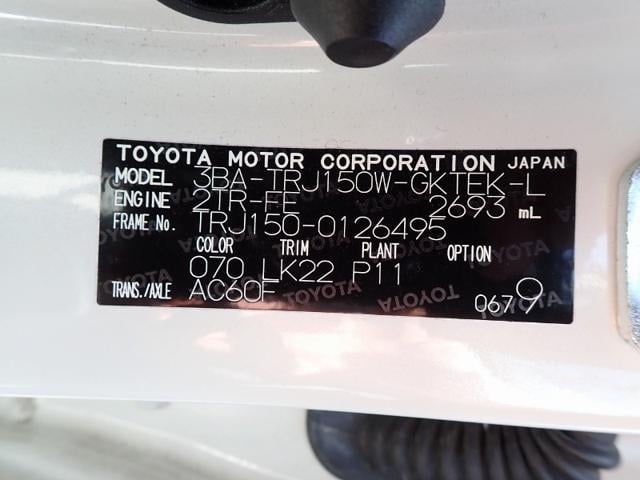 TOYOTA MOTOR CORPORATION JAPAN
MODEL 3BA-TRJ150W-GKTEK-L
ENGINE 2TR-FE 2693 mL
FRAME No. TRJ150-0126495
COLOR TRIM PLANT OPTION
070 LK22 P11
TRANS./AXLE AC60F
0679